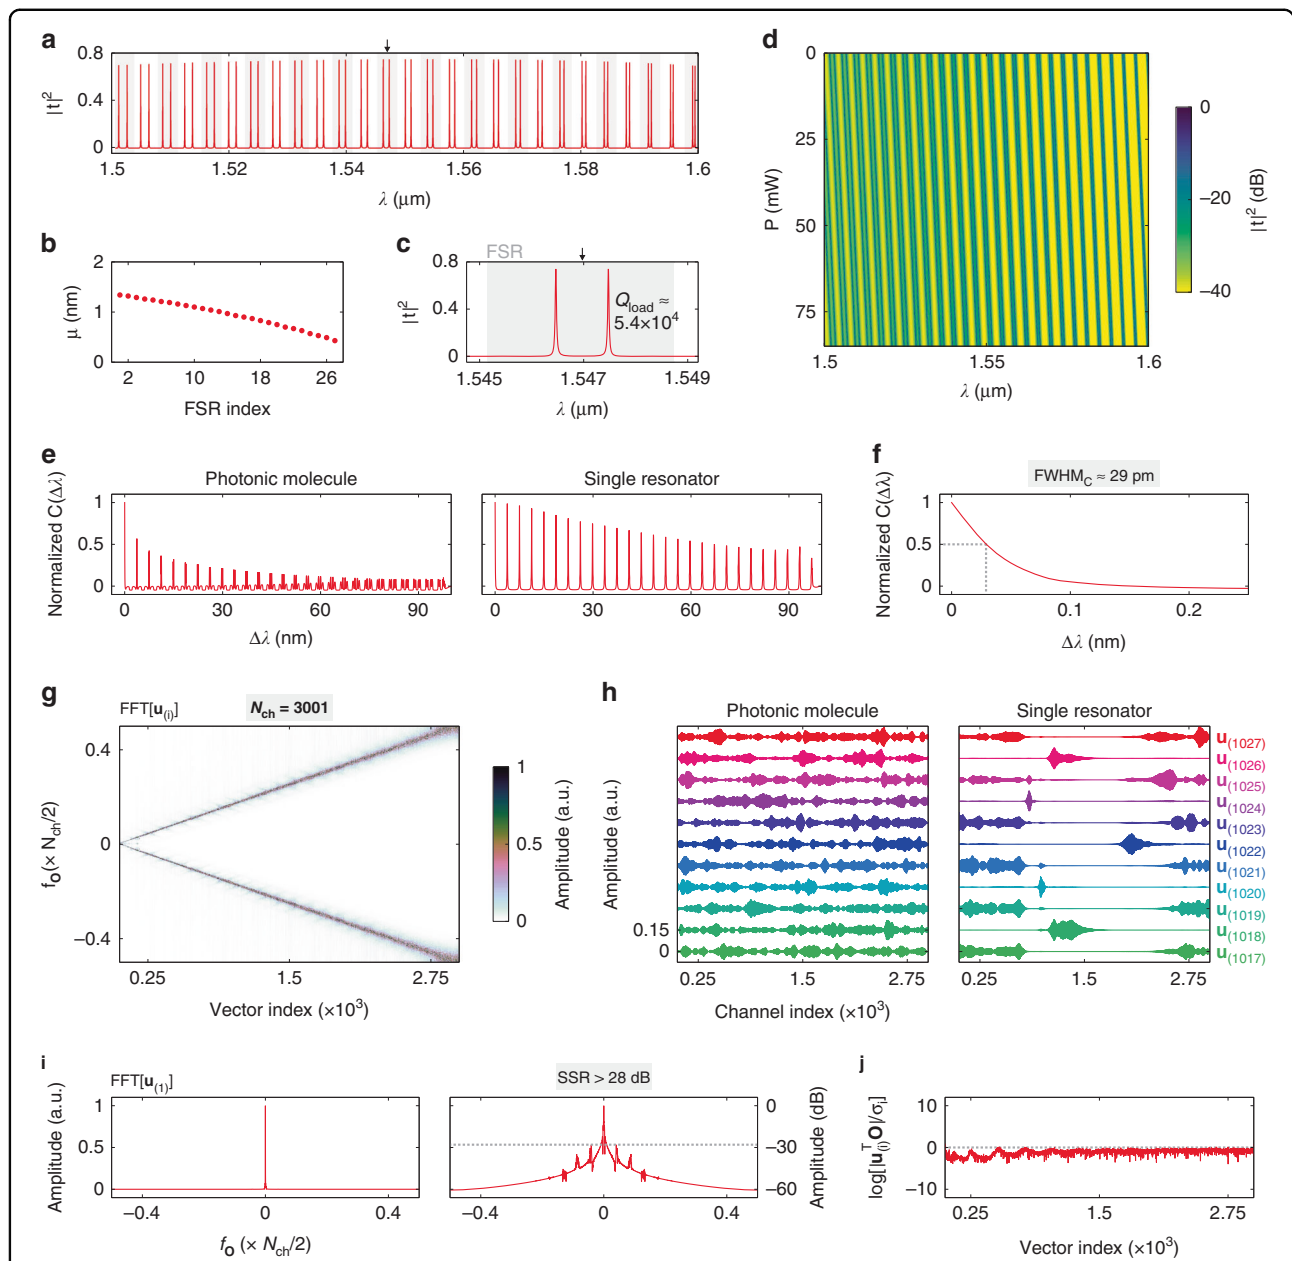 a
0.8
0.4
0
|t|²
1.5
1.52
1.54
1.56
1.58
1.6
λ (μm)
b
2
1
0
μ (nm)
2
10
18
26
FSR index
c
FSR
0.8
0.4
0
|t|²
Q_load ≈
5.4×10⁴
1.545
1.547
1.549
λ (μm)
d
0
25
50
75
P (mW)
1.5
1.55
1.6
λ (μm)
0
−20
−40
|t|² (dB)
e
Photonic molecule
Single resonator
Normalized C(Δλ)
1
0.5
0
0
30
60
90
Δλ (nm)
1
0.5
0
0
30
60
90
Δλ (nm)
f
FWHM_C ≈ 29 pm
Normalized C(Δλ)
1
0.5
0
0
0.1
0.2
Δλ (nm)
g
FFT[u_(i)]
N_ch = 3001
0.4
0
−0.4
f_O(× N_ch/2)
0.25
1.5
2.75
Vector index (×10³)
1
0.5
0
Amplitude (a.u.)
h
Photonic molecule
Single resonator
Amplitude (a.u.)
0.15
0
0.25
1.5
2.75
Channel index (×10³)
0.25
1.5
2.75
u_(1027)
u_(1026)
u_(1025)
u_(1024)
u_(1023)
u_(1022)
u_(1021)
u_(1020)
u_(1019)
u_(1018)
u_(1017)
i
FFT[u_(1)]
Amplitude (a.u.)
1
0.5
0
−0.4
0
0.4
f_O (× N_ch/2)
SSR > 28 dB
0
−30
−60
Amplitude (dB)
−0.4
0
0.4
j
log[|u_(i)^T O|/σ_i]
10
0
−10
0.25
1.5
2.75
Vector index (×10³)